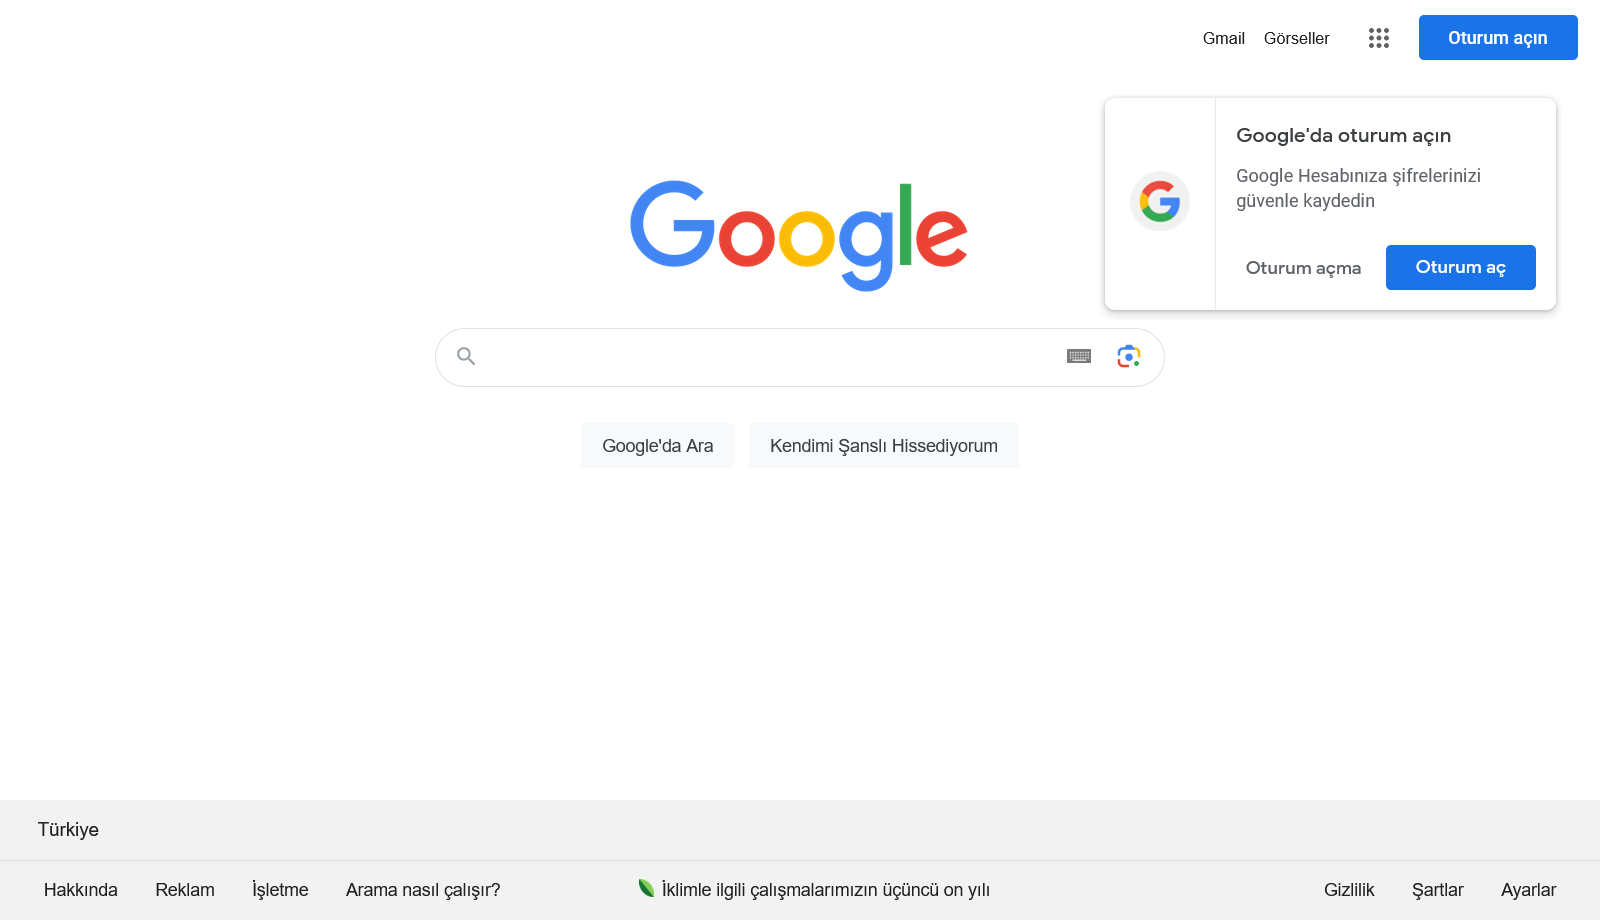 Gmail Görseller Oturum açın
Google'da oturum açın
Google Hesabınıza şifrelerinizi
güvenle kaydedin
Oturum açma Oturum aç
Google
Google'da Ara Kendimi Şanslı Hissediyorum
Türkiye
Hakkında Reklam İşletme Arama nasıl çalışır? İklimle ilgili çalışmalarımızın üçüncü on yılı Gizlilik Şartlar Ayarlar